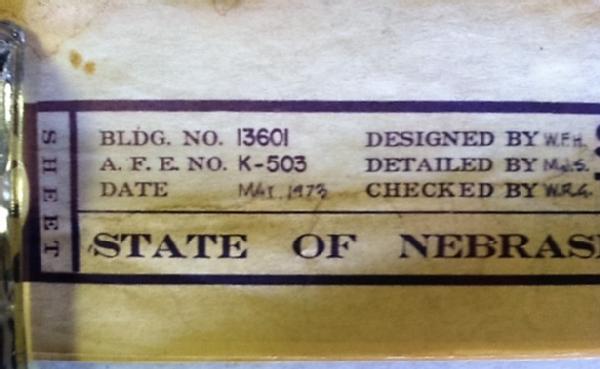 SHEET
BLDG. NO. 13601 DESIGNED BY W.F.H.
A. F. E. NO. K-503 DETAILED BY M.J.S.
DATE MAY. 1973 CHECKED BY W.R.G.
STATE OF NEBRAS